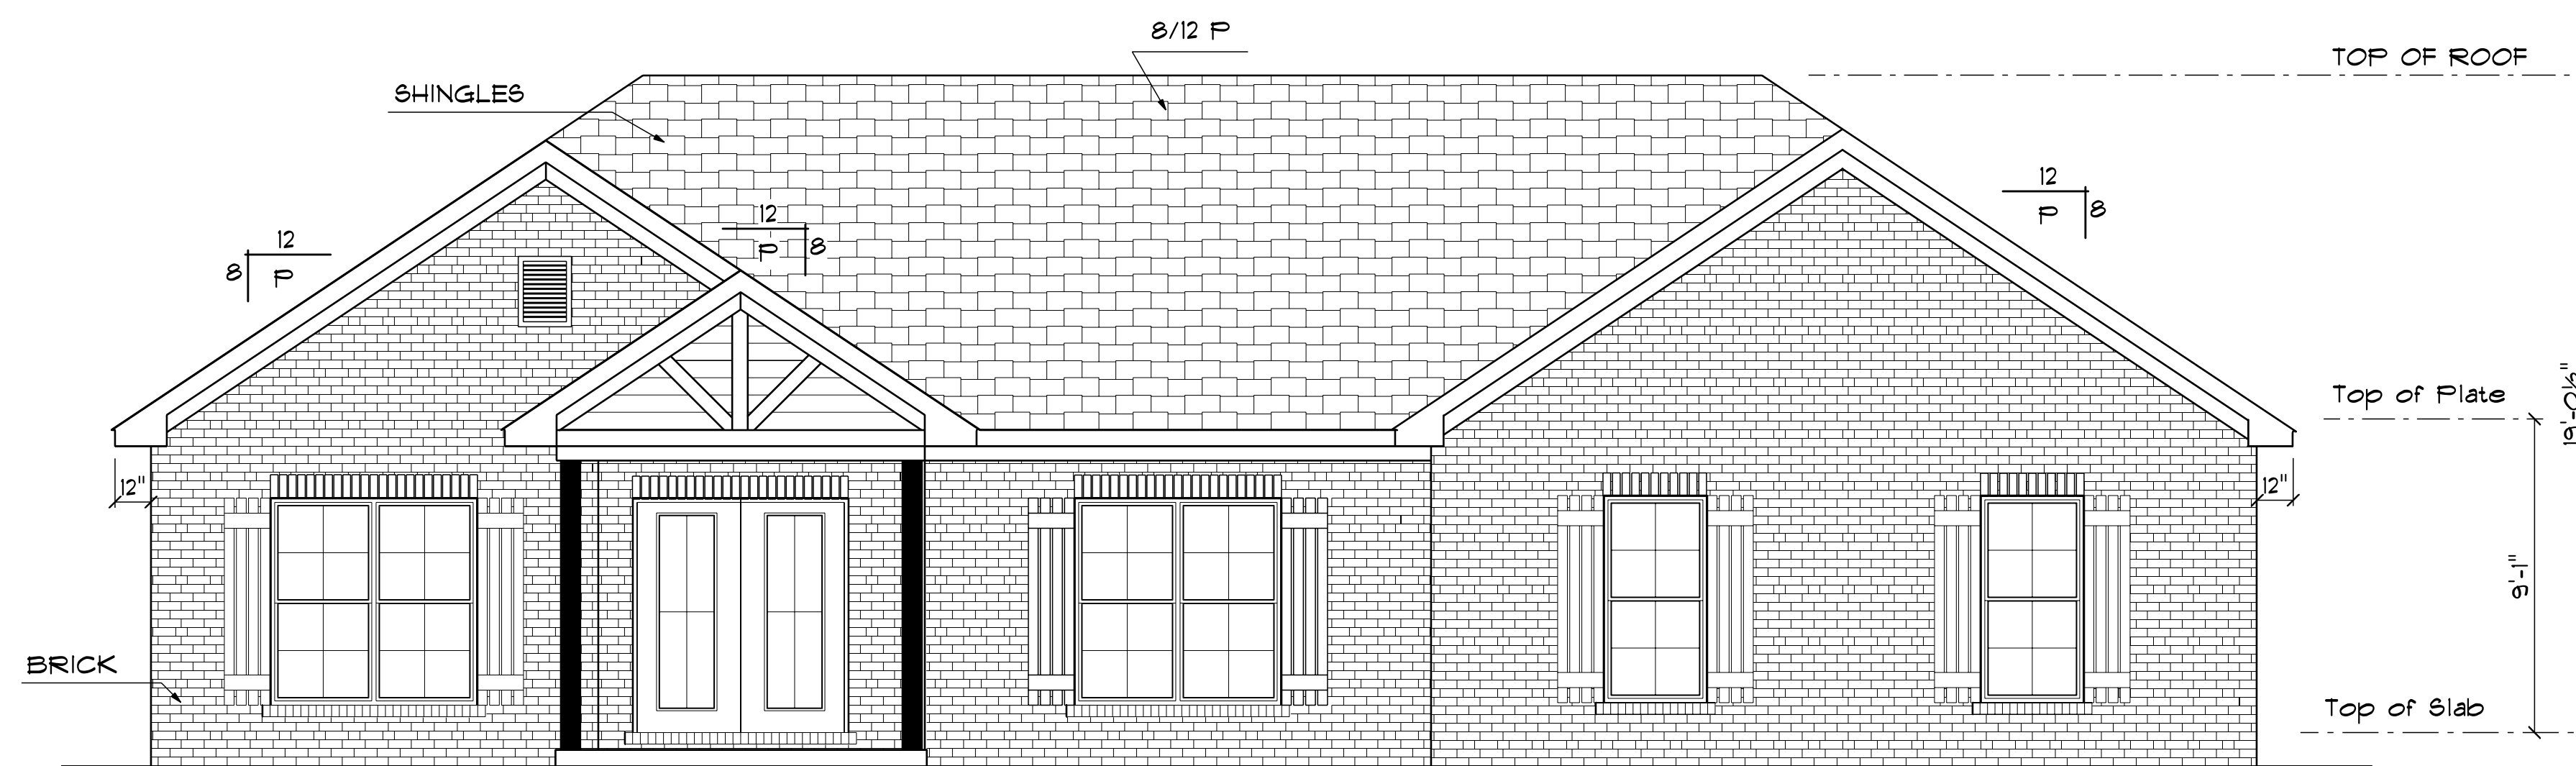 8/12 P
TOP OF ROOF
SHINGLES
12
P
8
12
P
8
12
8
P
Top of Plate
12"
12"
9'-1"
BRICK
Top of Slab